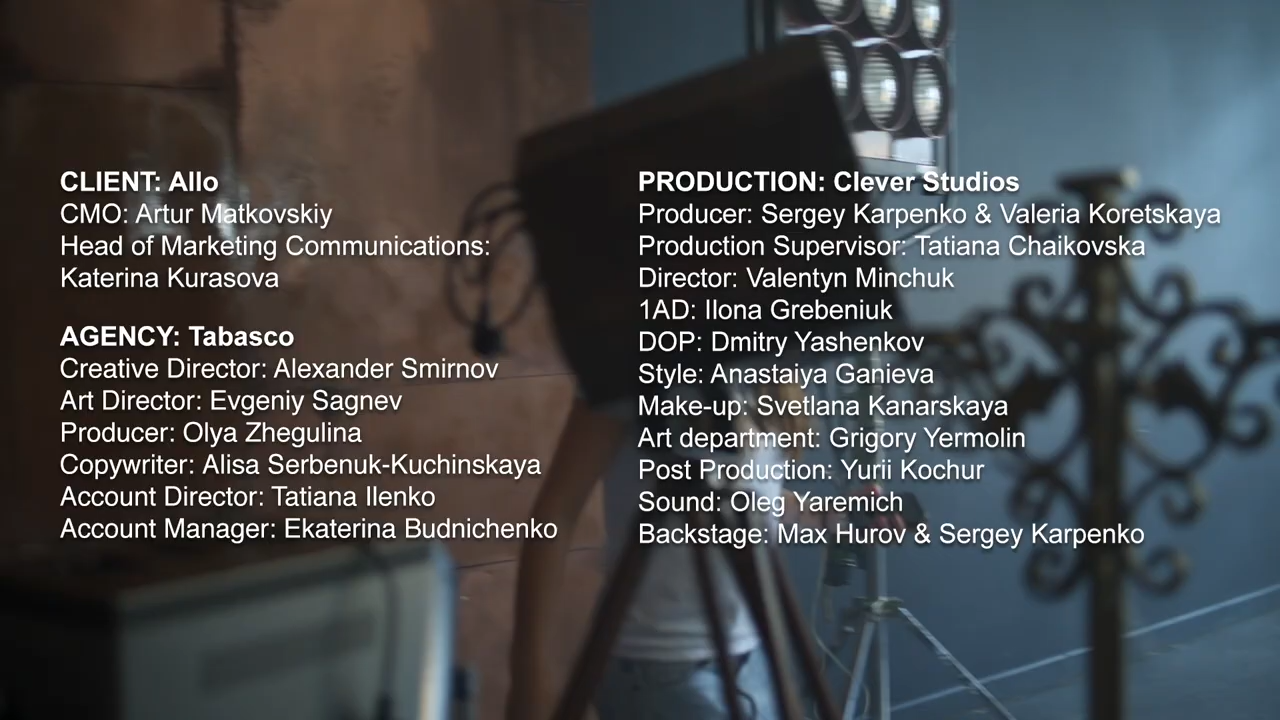 CLIENT: Allo
CMO: Artur Matkovskiy
Head of Marketing Communications:
Katerina Kurasova
AGENCY: Tabasco
Creative Director: Alexander Smirnov
Art Director: Evgeniy Sagnev
Producer: Olya Zhegulina
Copywriter: Alisa Serbenuk-Kuchinskaya
Account Director: Tatiana Ilenko
Account Manager: Ekaterina Budnichenko
PRODUCTION: Clever Studios
Producer: Sergey Karpenko & Valeria Koretskaya
Production Supervisor: Tatiana Chaikovska
Director: Valentyn Minchuk
1AD: Ilona Grebeniuk
DOP: Dmitry Yashenkov
Style: Anastaiya Ganieva
Make-up: Svetlana Kanarskaya
Art department: Grigory Yermolin
Post Production: Yurii Kochur
Sound: Oleg Yaremich
Backstage: Max Hurov & Sergey Karpenko